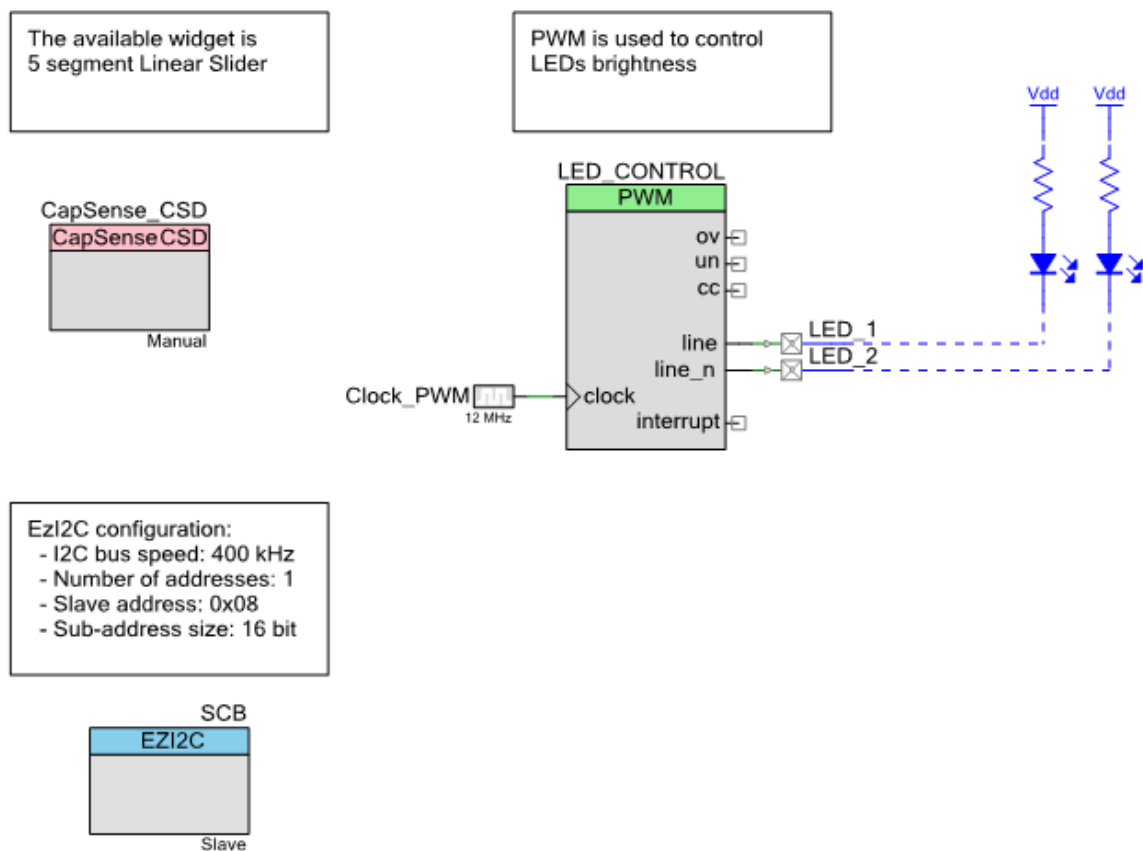 The available widget is
5 segment Linear Slider
PWM is used to control
LEDs brightness
Vdd
Vdd
LED_CONTROL
PWM
ov
un
cc
line
line_n
interrupt
clock
Clock_PWM
12 MHz
LED_1
LED_2
CapSense_CSD
CapSense CSD
Manual
EzI2C configuration:
- I2C bus speed: 400 kHz
- Number of addresses: 1
- Slave address: 0x08
- Sub-address size: 16 bit
SCB
EZI2C
Slave